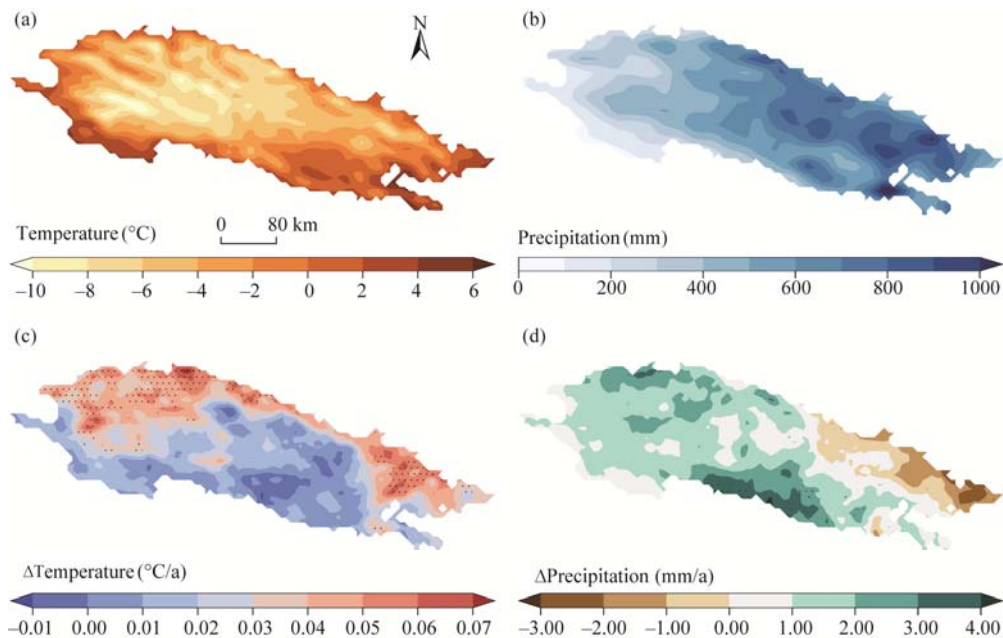 (a)
N
(b)
Temperature (°C)
0 80 km
Precipitation (mm)
–10 –8 –6 –4 –2 0 2 4 6
0 200 400 600 800 1000
(c)
(d)
ΔTemperature (°C/a)
ΔPrecipitation (mm/a)
–0.01 0.00 0.01 0.02 0.03 0.04 0.05 0.06 0.07
–3.00 –2.00 –1.00 0.00 1.00 2.00 3.00 4.00